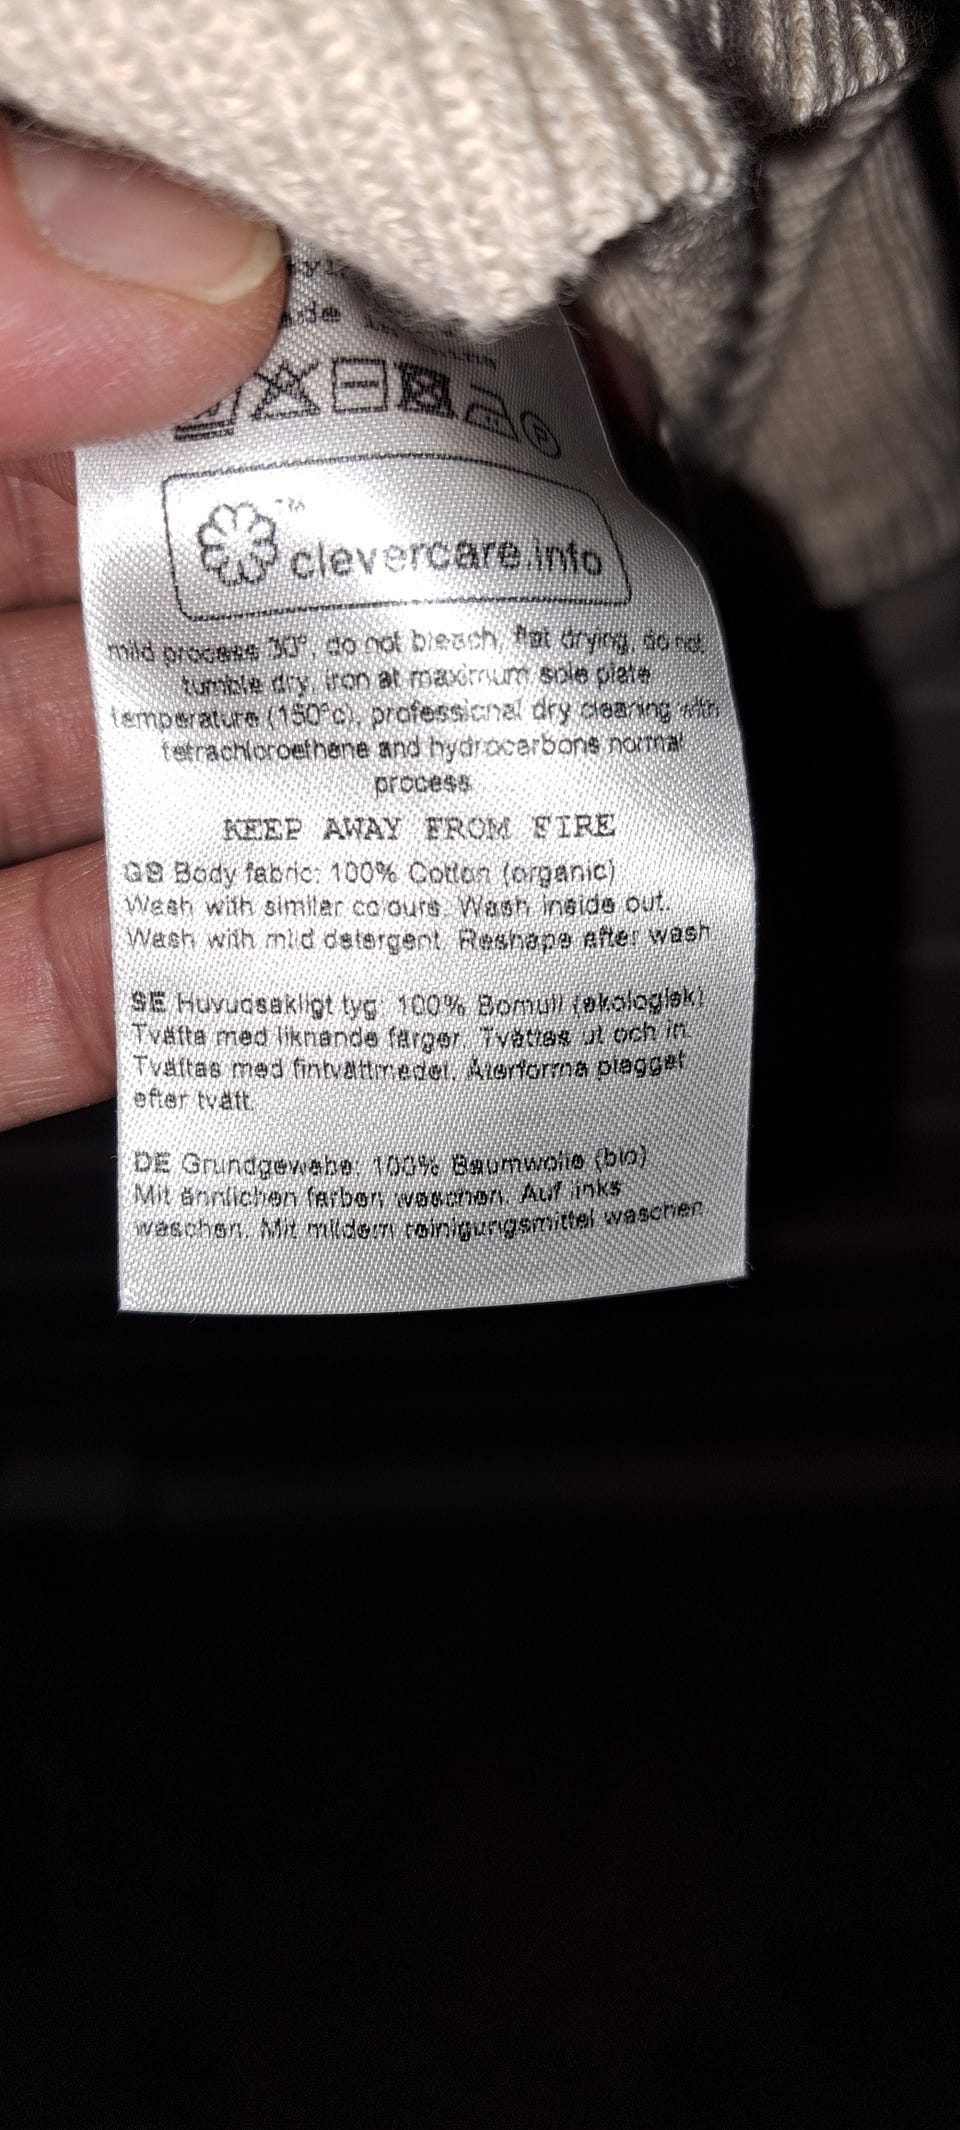 P
™
clevercare.info
mild process 30°, do not bleach, flat drying, do not
tumble dry, iron at maximum sole plate
temperature (150°c), professional dry cleaning with
tetrachloroethene and hydrocarbons normal
process
KEEP AWAY FROM FIRE
GB Body fabric: 100% Cotton (organic)
Wash with similar colours. Wash inside out.
Wash with mild detergent. Reshape after wash
SE Huvudsakligt tyg: 100% Bomull (ekologisk)
Tvätta med liknande färger. Tvättas ut och in.
Tvättas med fintvättmedel. Återforma plagget
efter tvätt.
DE Grundgewebe: 100% Baumwolle (bio)
Mit ähnlichen farben waschen. Auf links
waschen. Mit mildem reinigungsmittel waschen